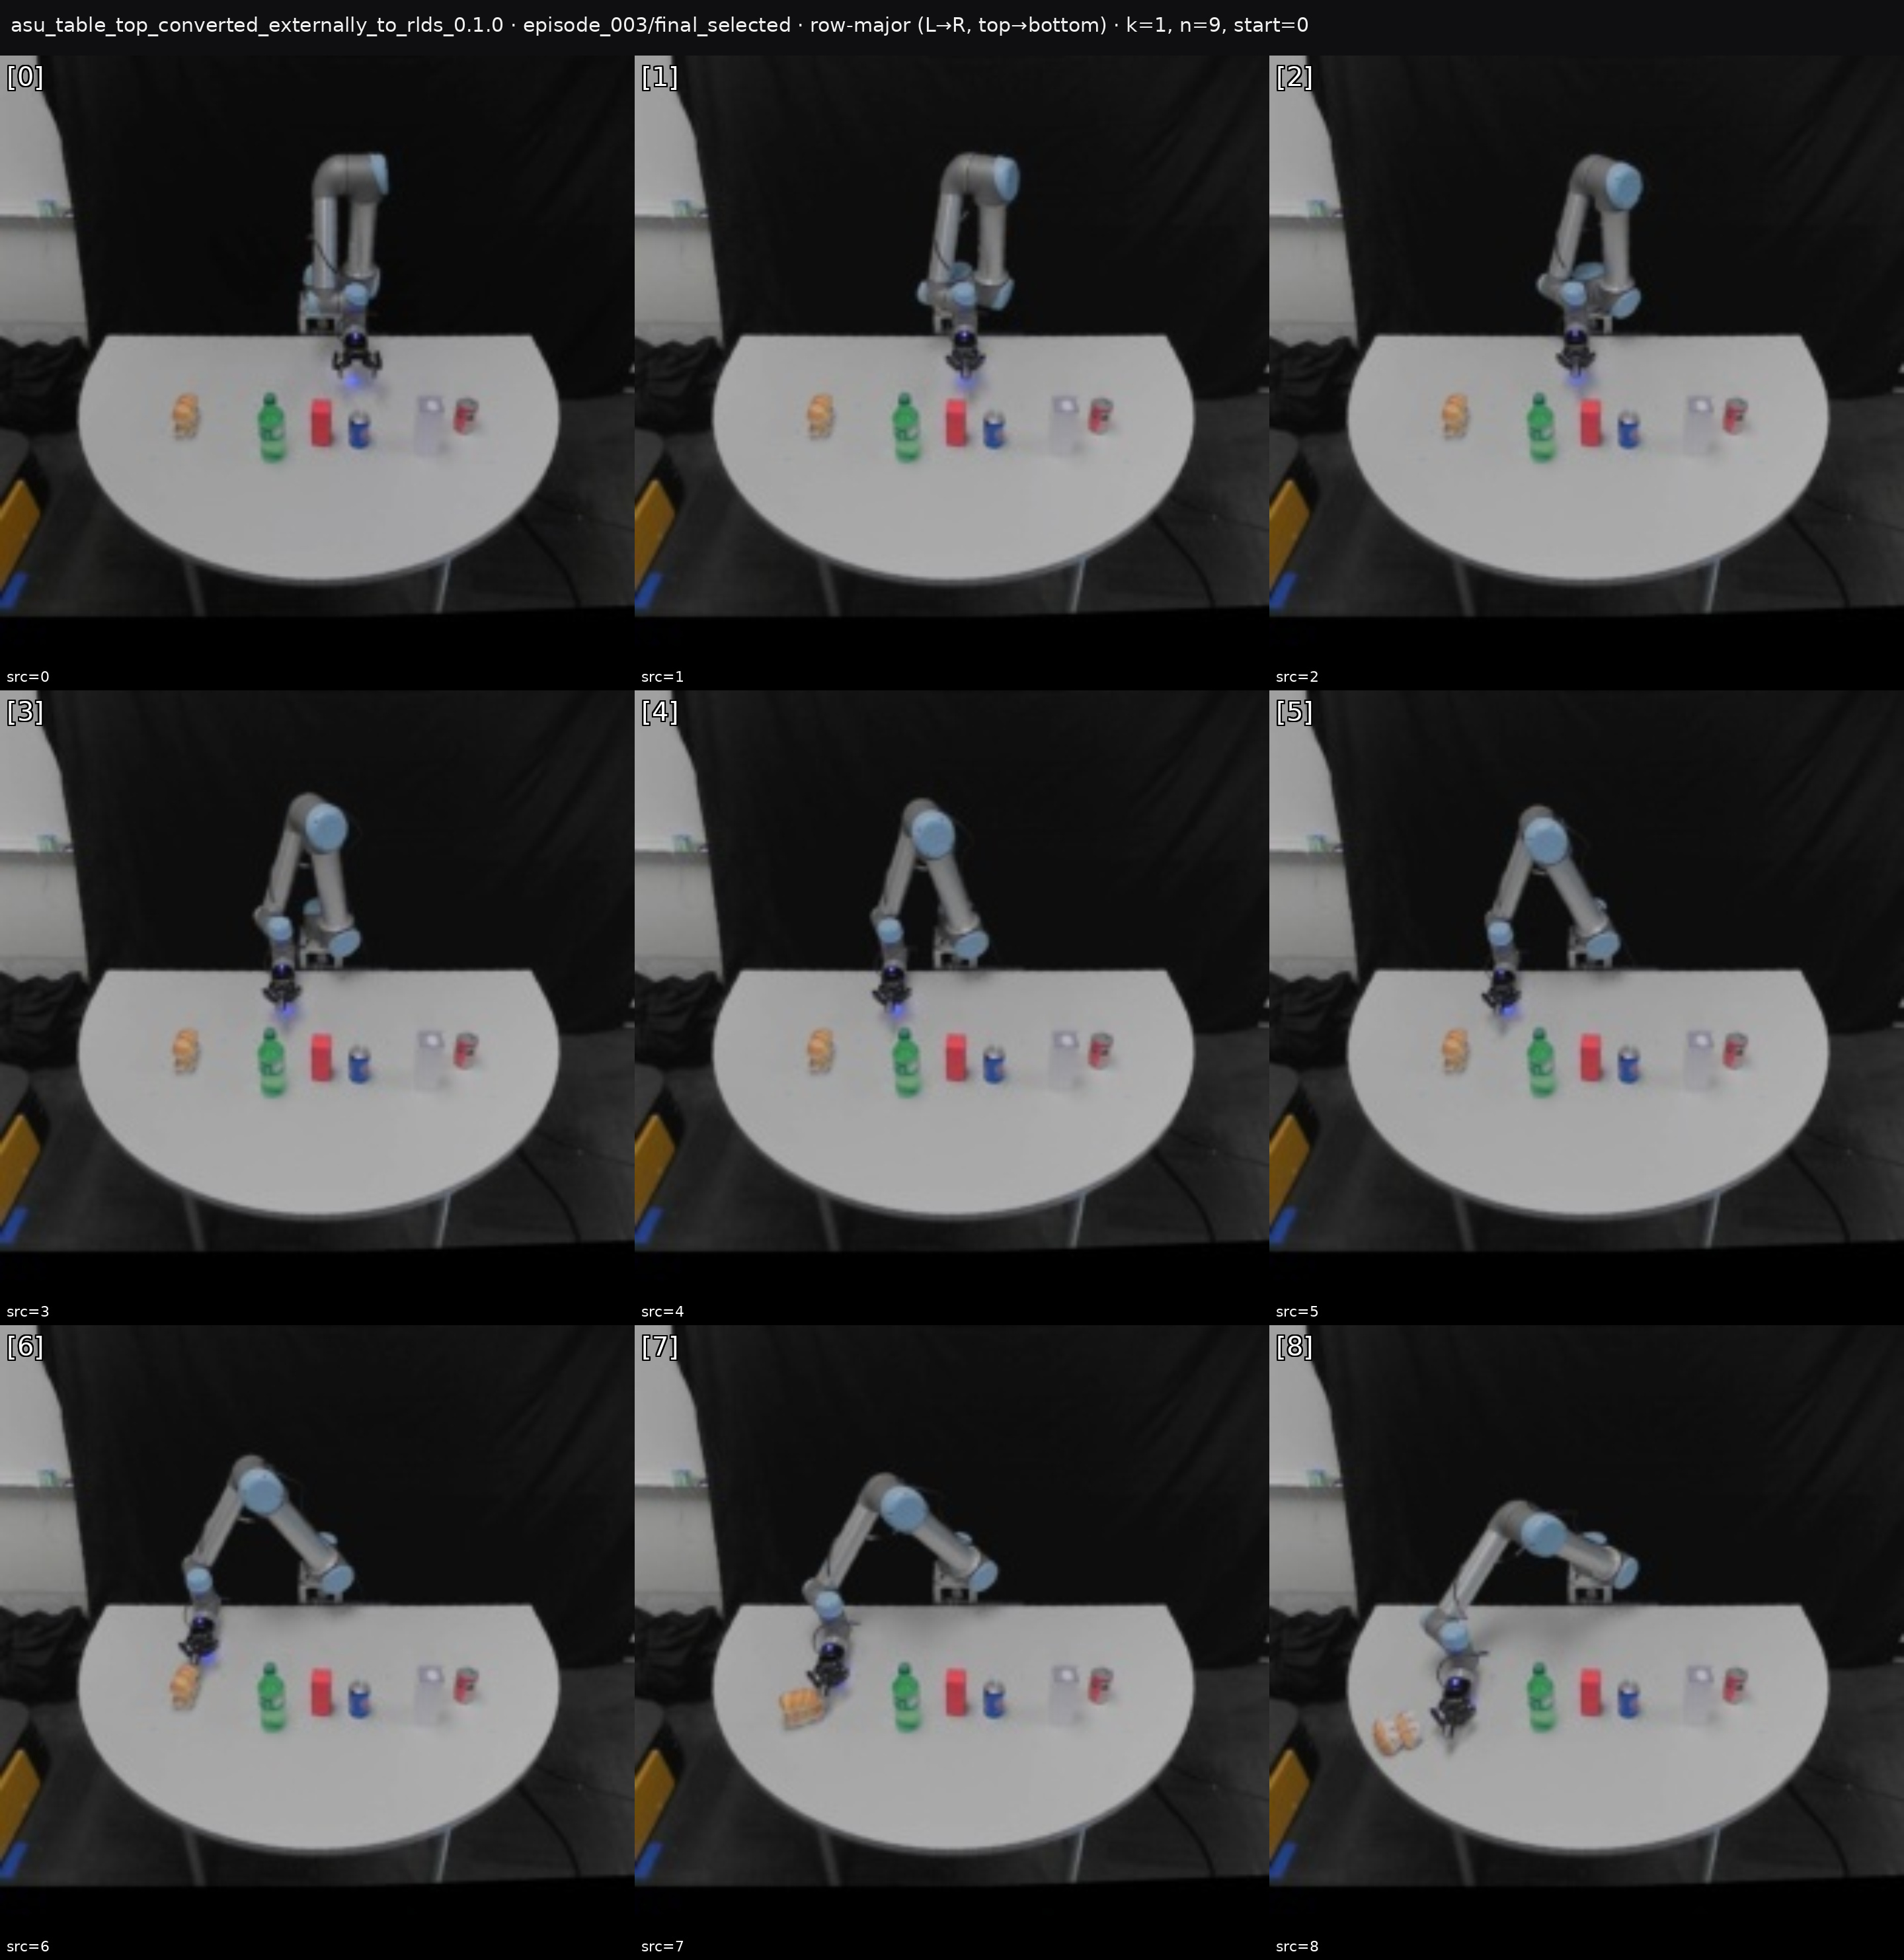 asu_table_top_converted_externally_to_rlds_0.1.0 · episode_003/final_selected · row-major (L→R, top→bottom) · k=1, n=9, start=0
[0] [1] [2]
src=0 src=1 src=2
[3] [4] [5]
src=3 src=4 src=5
[6] [7] [8]
src=6 src=7 src=8